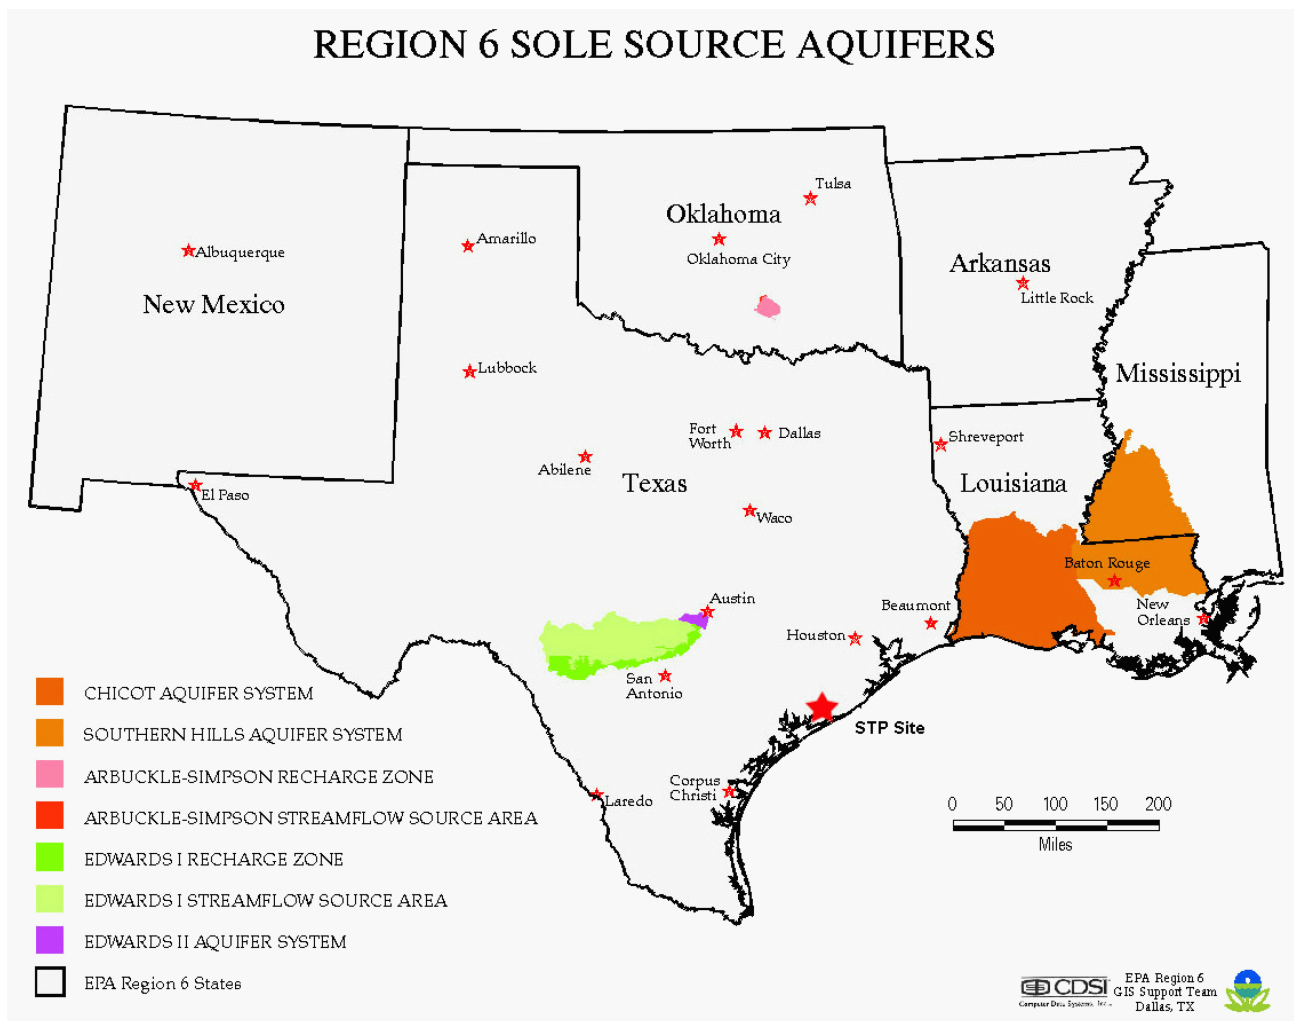 REGION 6 SOLE SOURCE AQUIFERS
Tulsa
Oklahoma
Amarillo
Oklahoma City
Albuquerque
Arkansas
Little Rock
New Mexico
Lubbock
Mississippi
Fort
Worth
Dallas
Shreveport
Abilene
Texas
Louisiana
El Paso
Waco
Baton Rouge
Austin
Beaumont
New
Orleans
Houston
San
Antonio
STP Site
Corpus
Christi
Laredo
CHICOT AQUIFER SYSTEM
SOUTHERN HILLS AQUIFER SYSTEM
ARBUCKLE-SIMPSON RECHARGE ZONE
ARBUCKLE-SIMPSON STREAMFLOW SOURCE AREA
EDWARDS I RECHARGE ZONE
EDWARDS I STREAMFLOW SOURCE AREA
EDWARDS II AQUIFER SYSTEM
EPA Region 6 States
0 50 100 150 200
Miles
CDSI
Computer Data Systems, Inc.
EPA Region 6
GIS Support Team
Dallas, TX